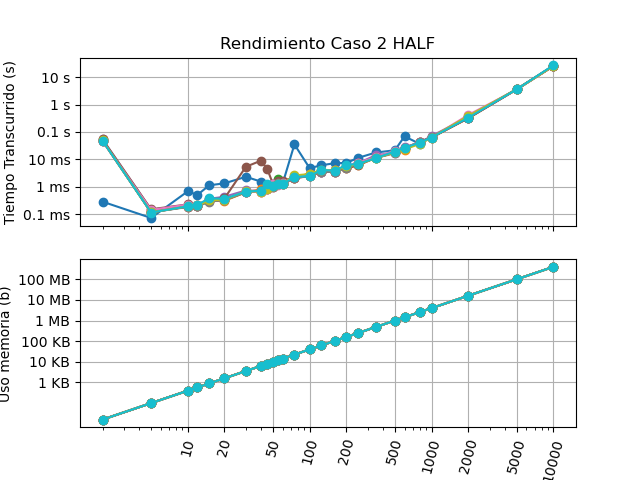 Rendimiento Caso 2 HALF
Tiempo Transcurrido (s)
10 s
1 s
0.1 s
10 ms
1 ms
0.1 ms
Uso memoria (b)
100 MB
10 MB
1 MB
100 KB
10 KB
1 KB
10
20
50
100
200
500
1000
2000
5000
10000